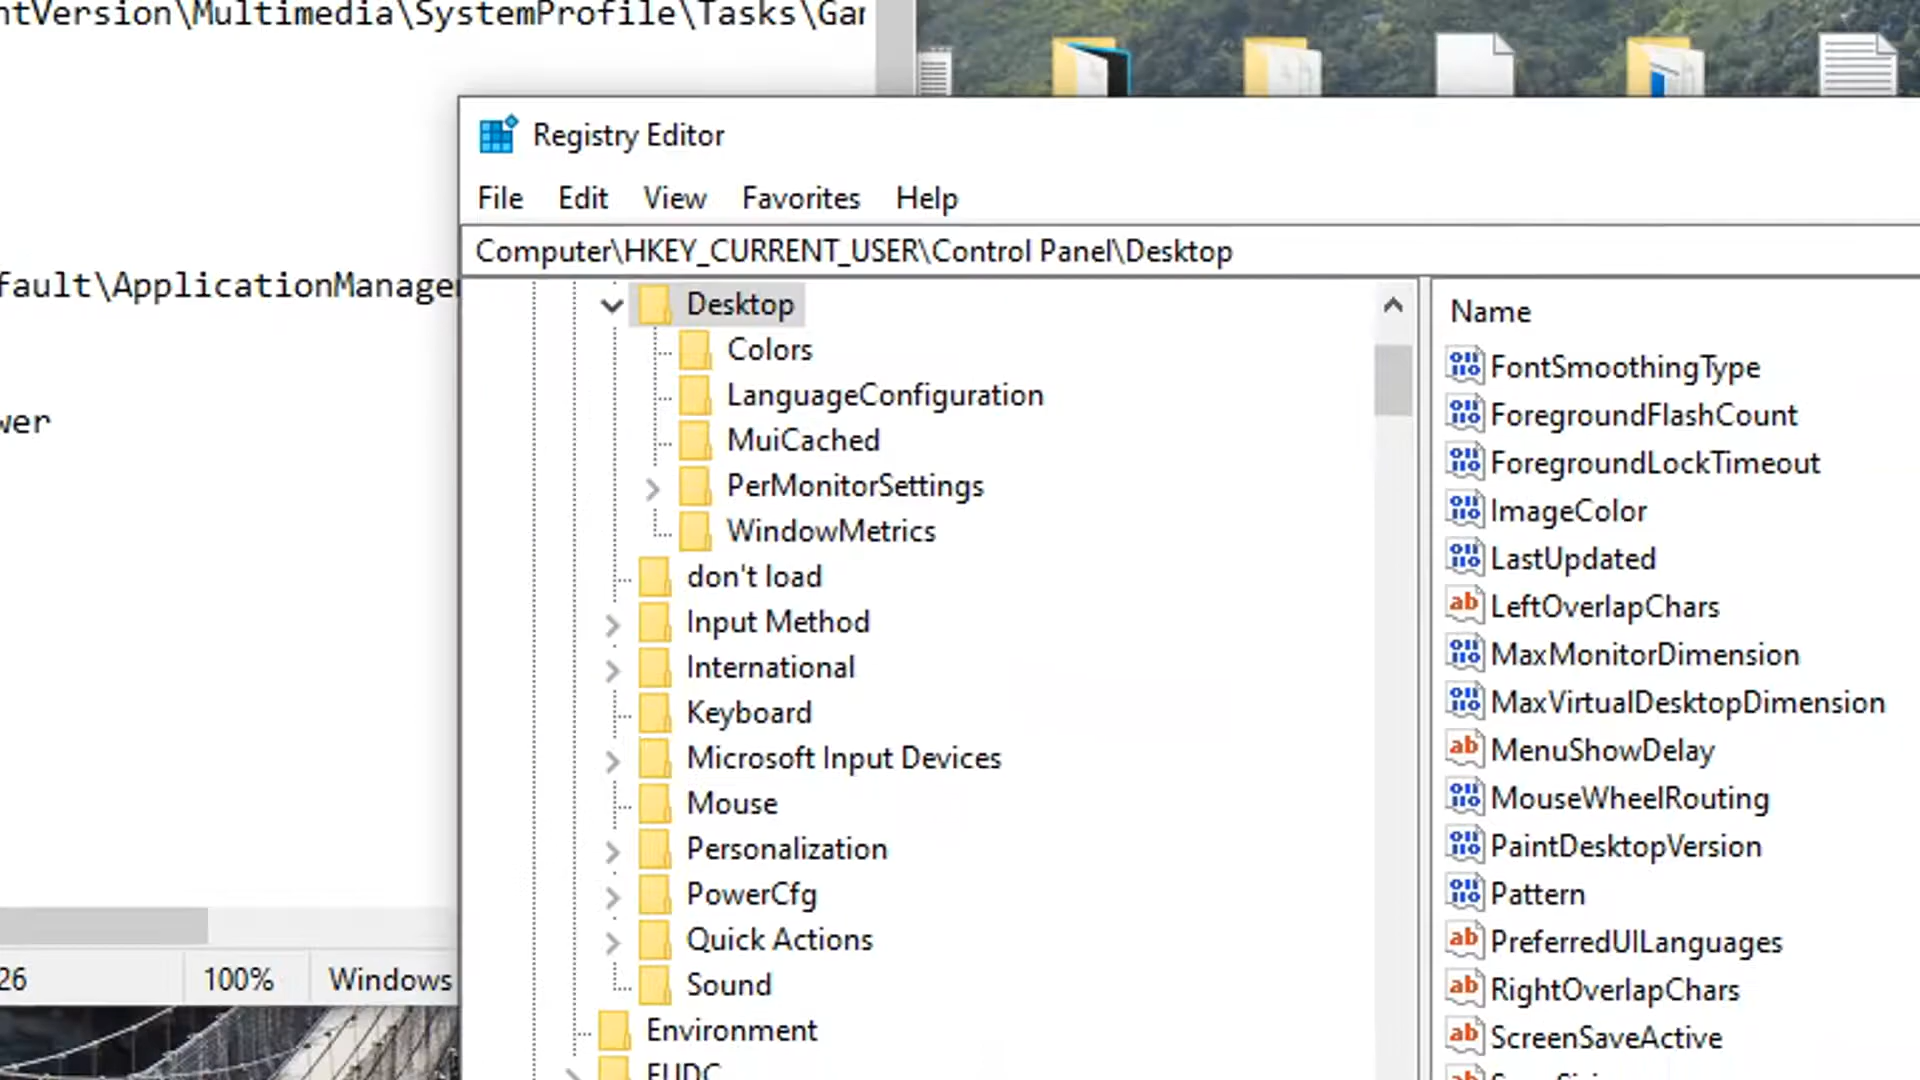 ntVersion\Multimedia\SystemProfile\Tasks\Gar
fault\ApplicationManager
wer
26
100%
Windows
Registry Editor
File Edit View Favorites Help
Computer\HKEY_CURRENT_USER\Control Panel\Desktop
Desktop
Colors
LanguageConfiguration
MuiCached
PerMonitorSettings
WindowMetrics
don't load
Input Method
International
Keyboard
Microsoft Input Devices
Mouse
Personalization
PowerCfg
Quick Actions
Sound
Environment
EUDC
Name
FontSmoothingType
ForegroundFlashCount
ForegroundLockTimeout
ImageColor
LastUpdated
LeftOverlapChars
MaxMonitorDimension
MaxVirtualDesktopDimension
MenuShowDelay
MouseWheelRouting
PaintDesktopVersion
Pattern
PreferredUILanguages
RightOverlapChars
ScreenSaveActive